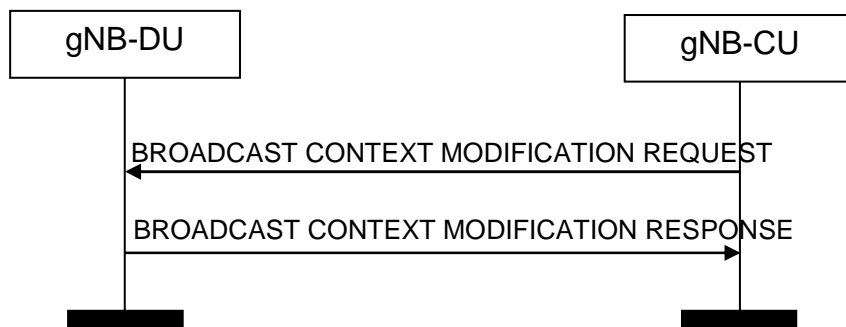 gNB-DU
gNB-CU
BROADCAST CONTEXT MODIFICATION REQUEST
BROADCAST CONTEXT MODIFICATION RESPONSE